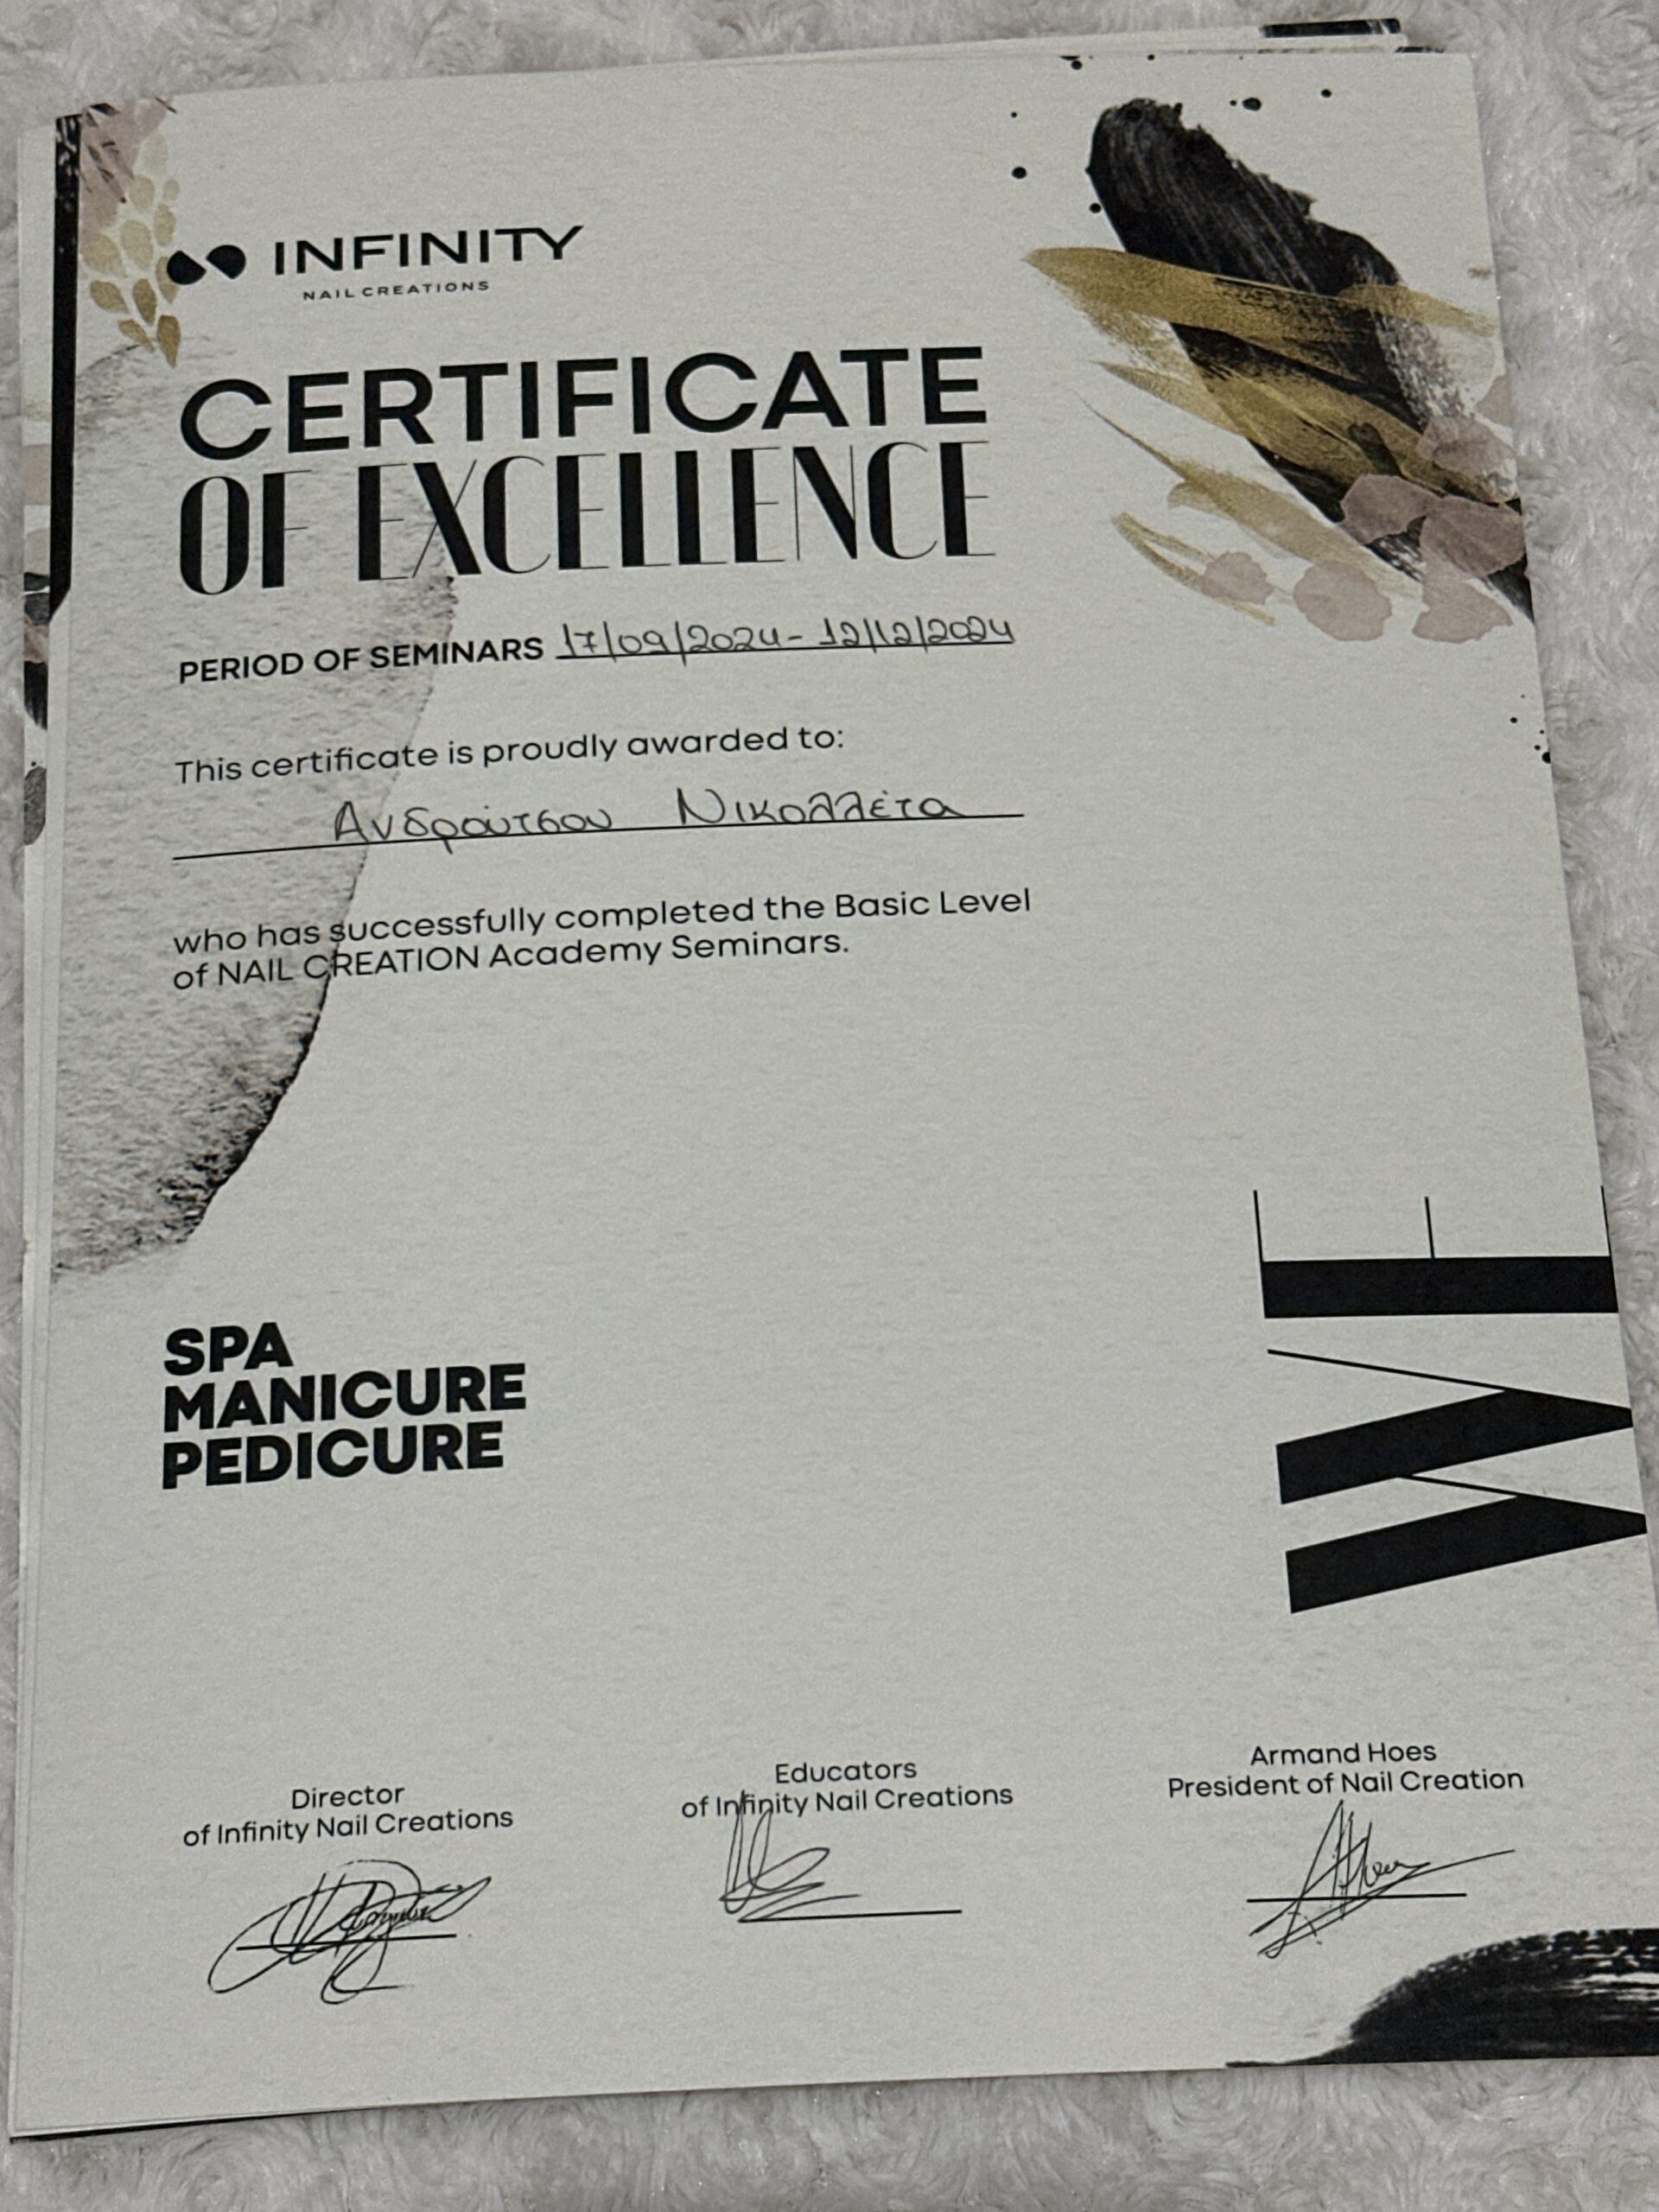 INFINITY
NAIL CREATIONS
CERTIFICATE
OF EXCELLENCE
PERIOD OF SEMINARS 17/09/2024 - 12/12/2024
This certificate is proudly awarded to:
Ανδρούτσου Νικολλέτα
who has successfully completed the Basic Level
of NAIL CREATION Academy Seminars.
SPA
MANICURE
PEDICURE
WE
Director
of Infinity Nail Creations
Educators
of Infinity Nail Creations
Armand Hoes
President of Nail Creation